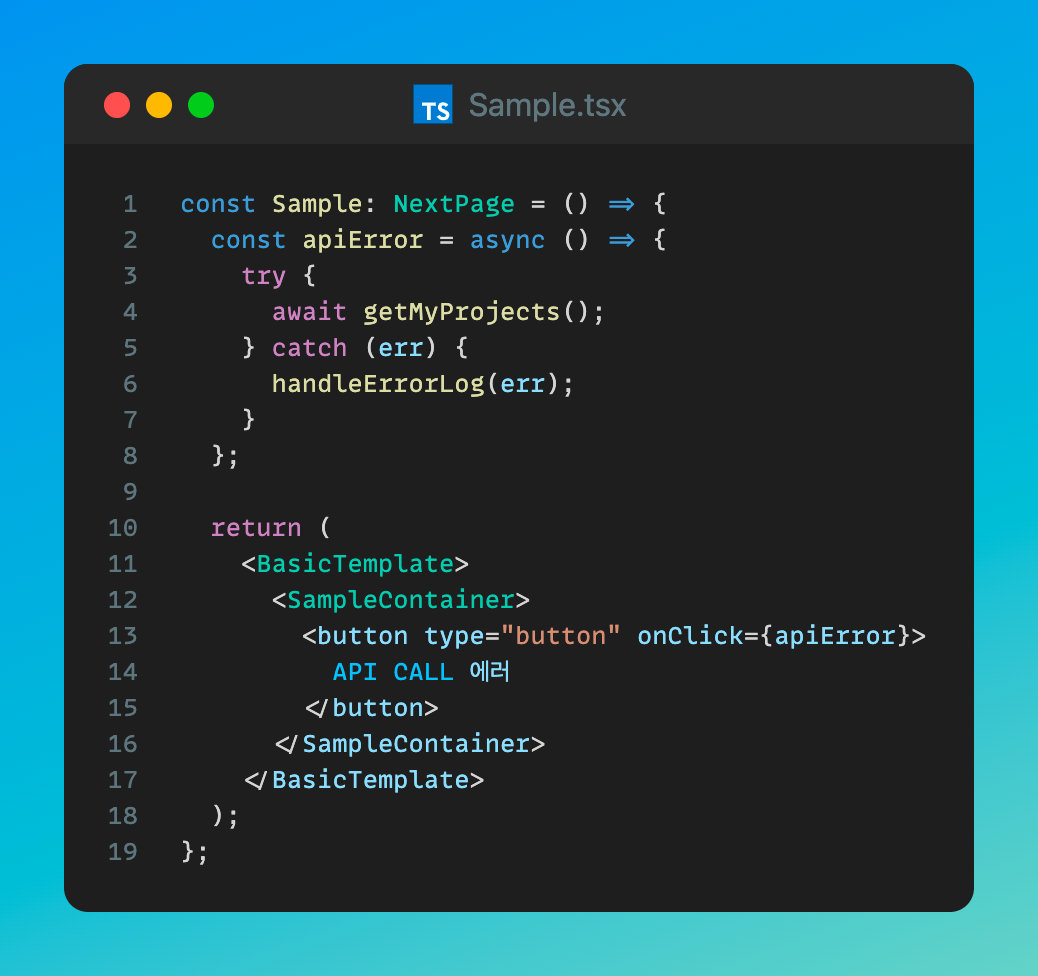 TS Sample.tsx
1 const Sample: NextPage = () => {
2   const apiError = async () => {
3     try {
4       await getMyProjects();
5     } catch (err) {
6       handleErrorLog(err);
7     }
8   };
9
10   return (
11     <BasicTemplate>
12       <SampleContainer>
13         <button type="button" onClick={apiError}>
14           API CALL 에러
15         </button>
16       </SampleContainer>
17     </BasicTemplate>
18   );
19 };